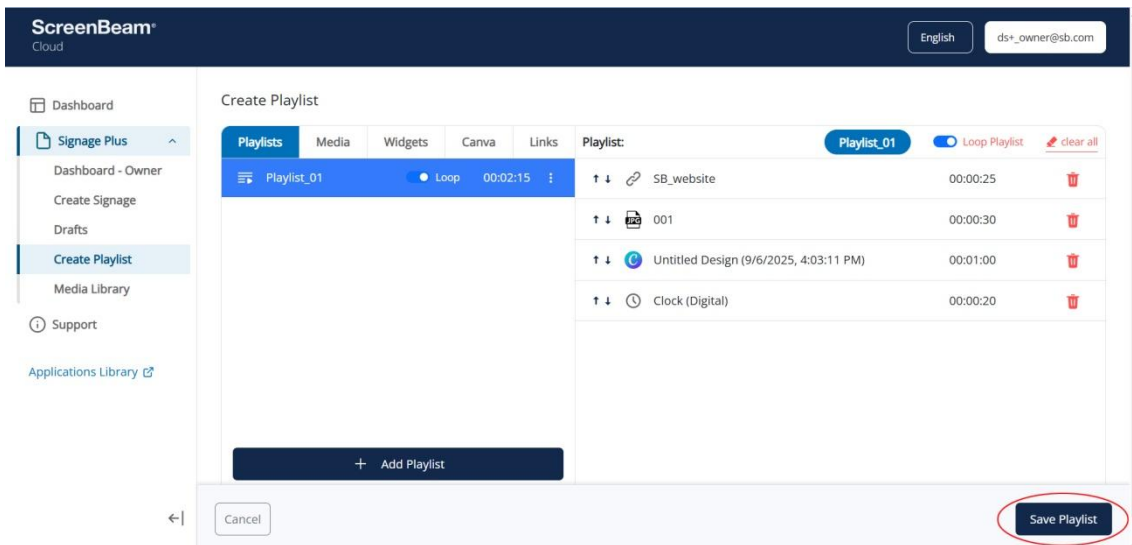 ScreenBeam®
Cloud
English
ds+_owner@sb.com
Dashboard
Signage Plus
Dashboard - Owner
Create Signage
Drafts
Create Playlist
Media Library
Support
Applications Library
Create Playlist
Playlists Media Widgets Canva Links
Playlist_01 Loop 00:02:15
+ Add Playlist
Playlist: Playlist_01 Loop Playlist clear all
SB_website 00:00:25
JPG 001 00:00:30
Untitled Design (9/6/2025, 4:03:11 PM) 00:01:00
Clock (Digital) 00:00:20
Cancel
Save Playlist